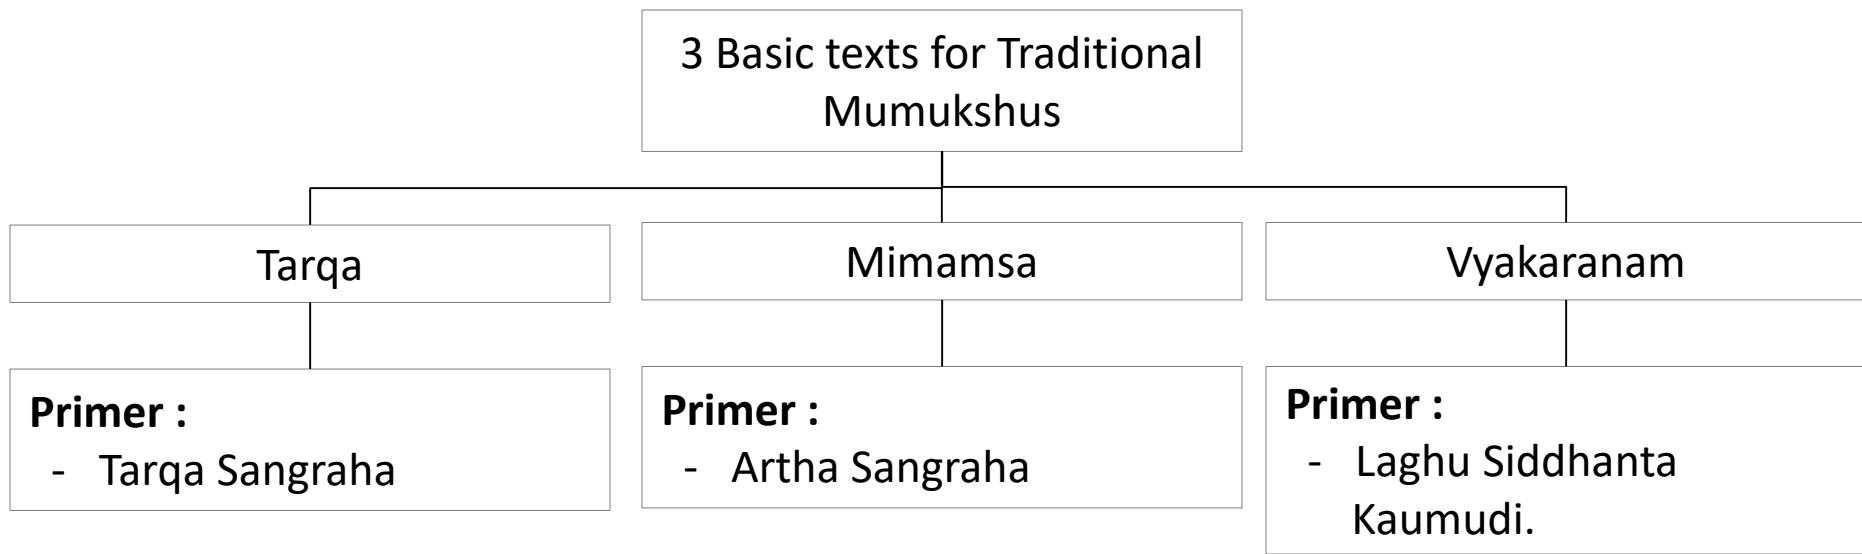 3 Basic texts for Traditional
Mumukshus
Tarqa
Mimamsa
Vyakaranam
Primer :
- Tarqa Sangraha
Primer :
- Artha Sangraha
Primer :
- Laghu Siddhanta
Kaumudi.